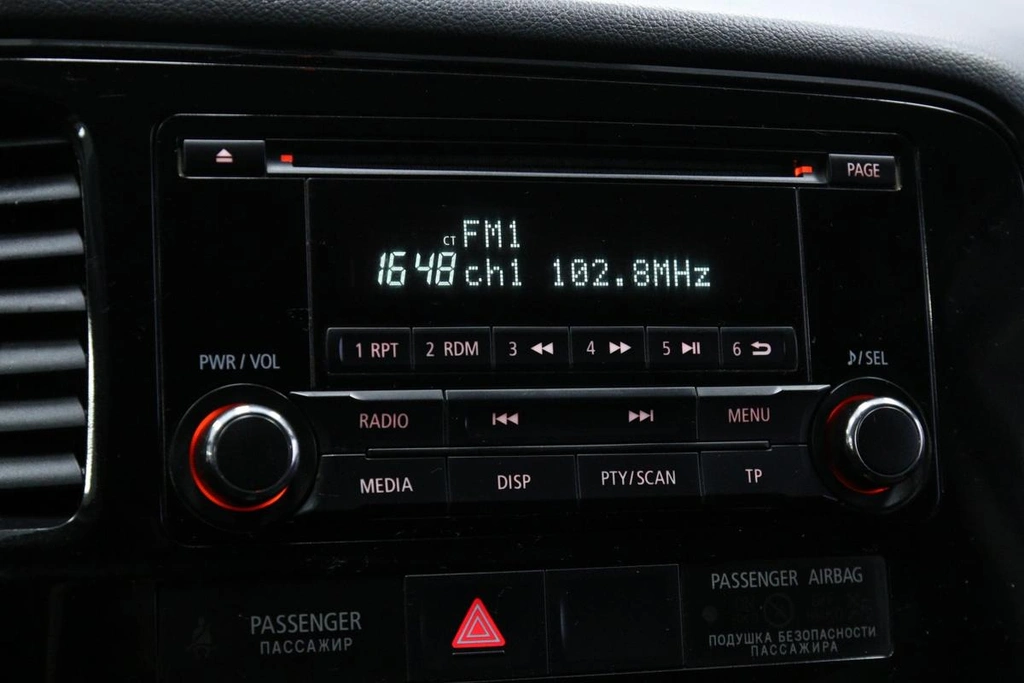 PAGE
CT FM1
16 48 ch1 102.8MHz
1 RPT 2 RDM 3 4 5 6
PWR / VOL
/ SEL
RADIO
MENU
MEDIA DISP PTY/SCAN TP
PASSENGER
ПАССАЖИР
PASSENGER AIRBAG
ПОДУШКА БЕЗОПАСНОСТИ
ПАССАЖИРА